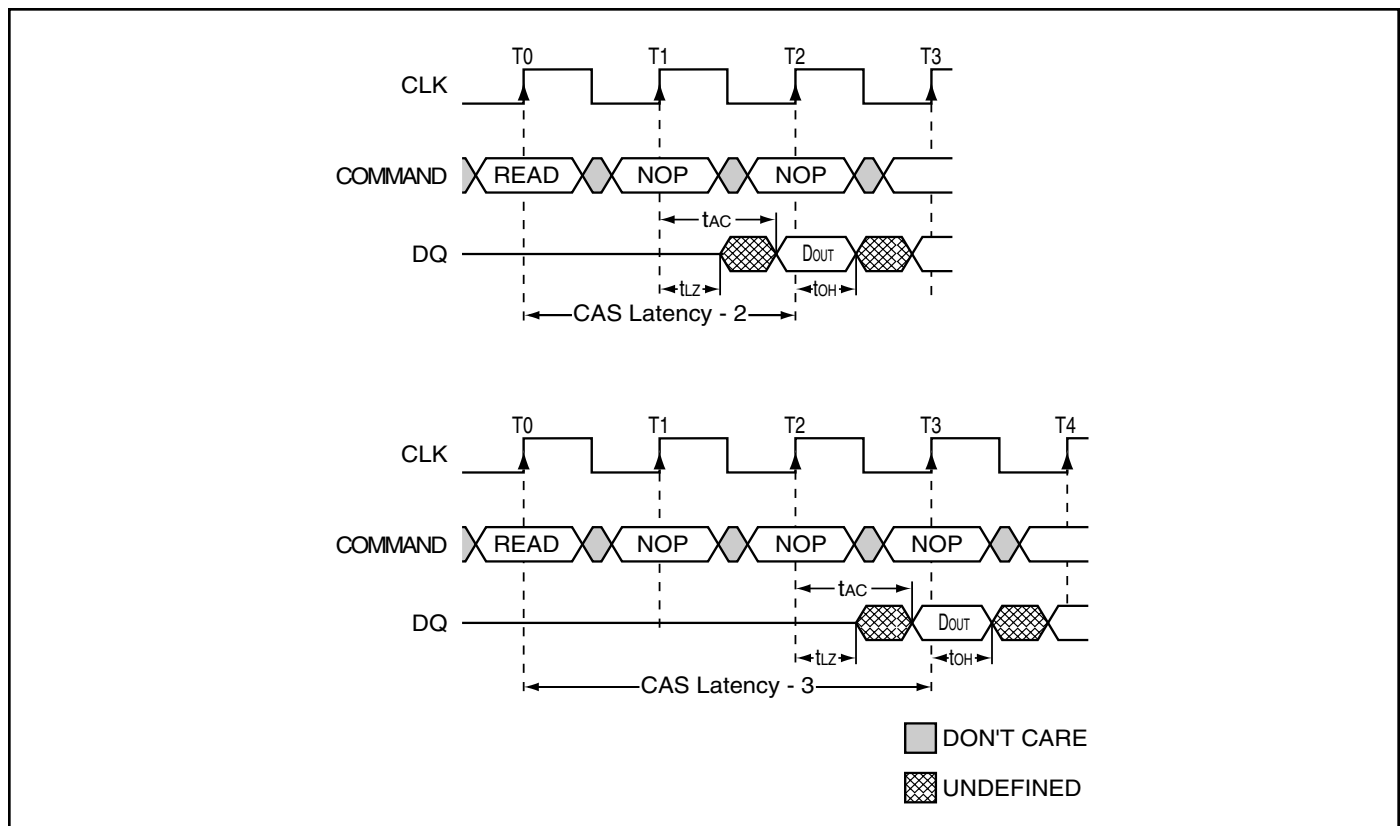 T0 T1 T2 T3
CLK
COMMAND READ NOP NOP
tAC
DQ DOUT
tLZ tOH
CAS Latency - 2
T0 T1 T2 T3 T4
CLK
COMMAND READ NOP NOP NOP
tAC
DQ DOUT
tLZ tOH
CAS Latency - 3
DON'T CARE
UNDEFINED